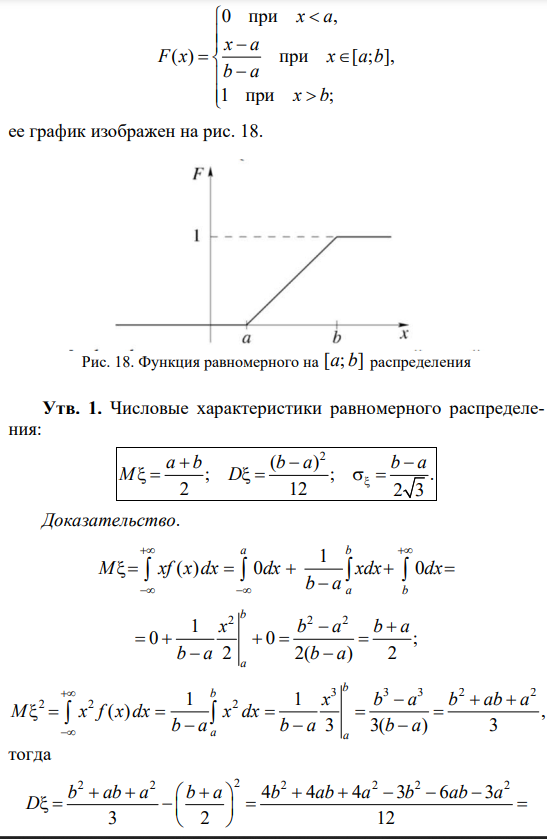 F(x) = { 0 при x < a,
(x − a)/(b − a) при x ∈ [a; b],
1 при x > b;
ее график изображен на рис. 18.
F
1
a b x
Рис. 18. Функция равномерного на [a; b] распределения
Утв. 1. Числовые характеристики равномерного распределе-
ния:
Mξ = (a + b)/2; Dξ = (b − a)²/12; σ_ξ = (b − a)/(2√3).
Доказательство.
Mξ = ∫_{−∞}^{+∞} xf(x)dx = ∫_{−∞}^{a} 0dx + 1/(b − a) ∫_{a}^{b} xdx + ∫_{b}^{+∞} 0dx =
= 0 + 1/(b − a) x²/2 |_{a}^{b} + 0 = (b² − a²)/(2(b − a)) = (b + a)/2;
Mξ² = ∫_{−∞}^{+∞} x² f(x)dx = 1/(b − a) ∫_{a}^{b} x² dx = 1/(b − a) x³/3 |_{a}^{b} = (b³ − a³)/(3(b − a)) = (b² + ab + a²)/3,
тогда
Dξ = (b² + ab + a²)/3 − ((b + a)/2)² = (4b² + 4ab + 4a² − 3b² − 6ab − 3a²)/12 =